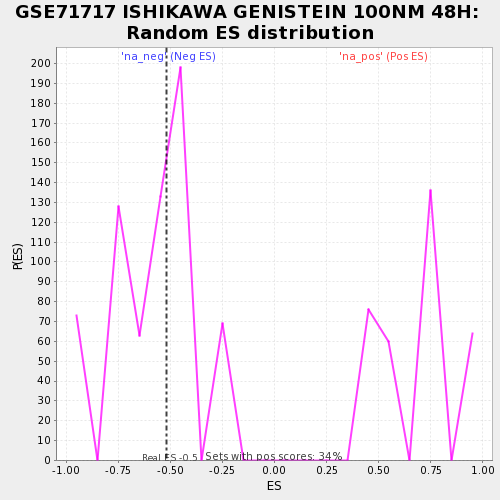 GSE71717 ISHIKAWA GENISTEIN 100NM 48H:
Random ES distribution
'na_neg' (Neg ES)
'na_pos' (Pos ES)
200
190
180
170
160
150
140
130
120
110
100
90
80
70
60
50
40
30
20
10
0
P(ES)
Real ES -0.5
Sets with pos scores: 34%
-1.00 -0.75 -0.50 -0.25 0.00 0.25 0.50 0.75 1.00
ES